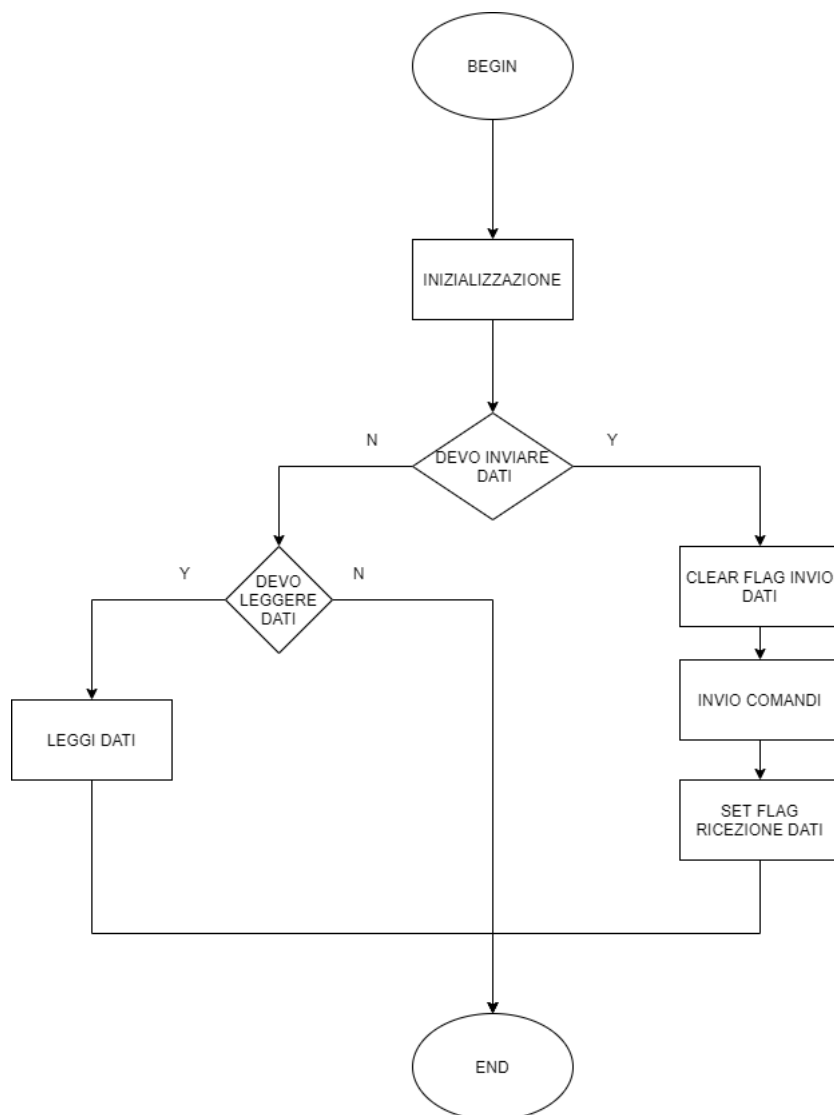 BEGIN
INIZIALIZZAZIONE
N
Y
DEVO INVIARE
DATI
Y
DEVO
LEGGERE
DATI
N
CLEAR FLAG INVIO
DATI
INVIO COMANDI
LEGGI DATI
SET FLAG
RICEZIONE DATI
END